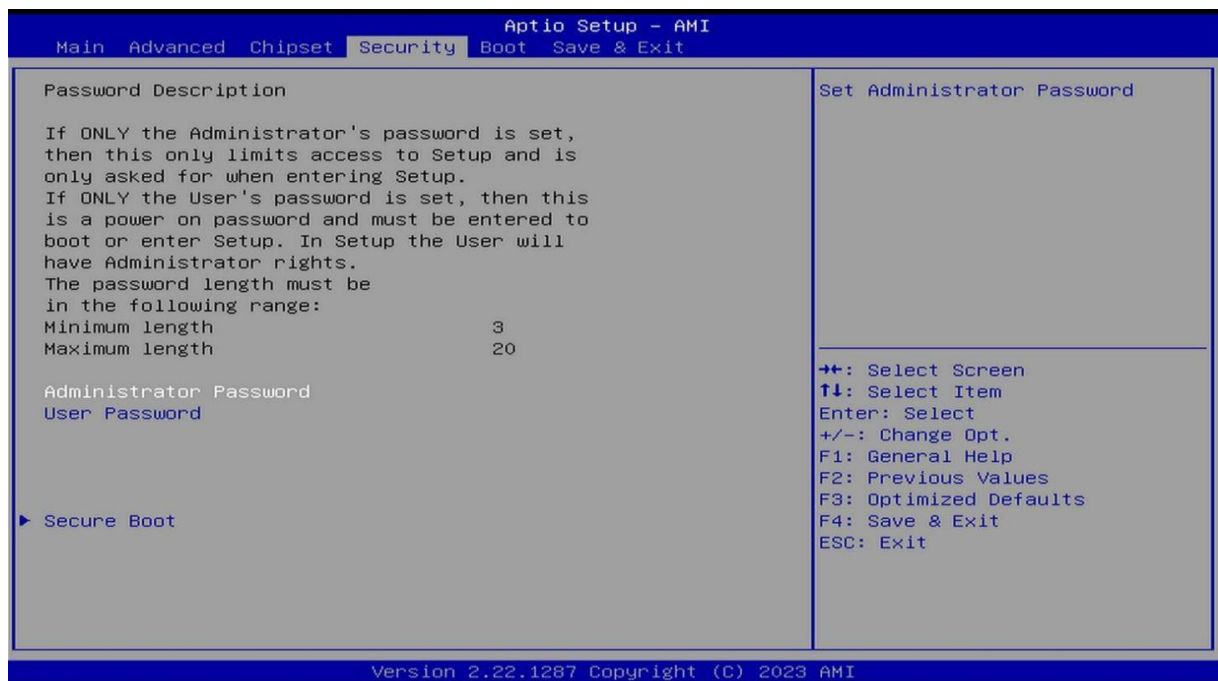 Aptio Setup – AMI
Main Advanced Chipset Security Boot Save & Exit
Password Description
If ONLY the Administrator's password is set,
then this only limits access to Setup and is
only asked for when entering Setup.
If ONLY the User's password is set, then this
is a power on password and must be entered to
boot or enter Setup. In Setup the User will
have Administrator rights.
The password length must be
in the following range:
Minimum length 3
Maximum length 20
Administrator Password
User Password
▶ Secure Boot
Set Administrator Password
→←: Select Screen
↑↓: Select Item
Enter: Select
+/-: Change Opt.
F1: General Help
F2: Previous Values
F3: Optimized Defaults
F4: Save & Exit
ESC: Exit
Version 2.22.1287 Copyright (C) 2023 AMI